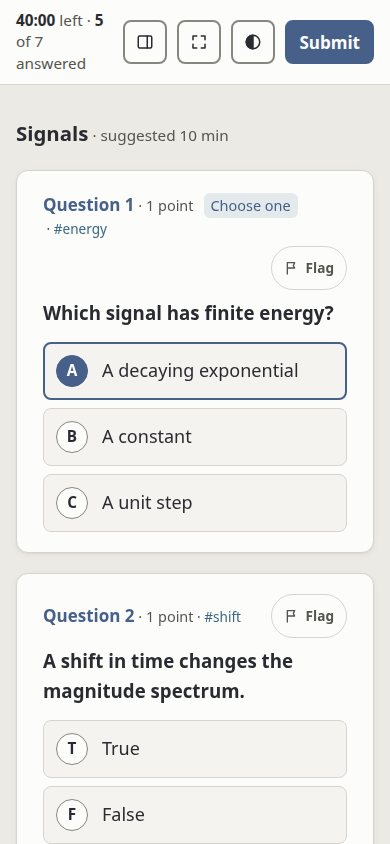 40:00 left · 5
of 7
answered
Submit
Signals · suggested 10 min
Question 1 · 1 point Choose one
· #energy
Flag
Which signal has finite energy?
A A decaying exponential
B A constant
C A unit step
Question 2 · 1 point · #shift Flag
A shift in time changes the
magnitude spectrum.
T True
F False